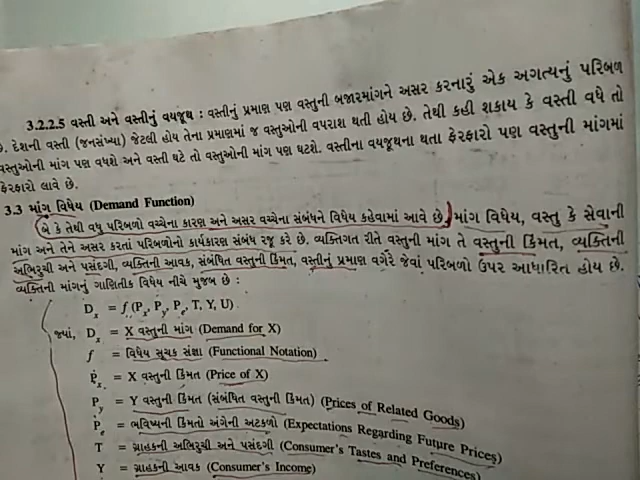 3.2.2.5 વસ્તી અને વસ્તીનું વયજૂથ : વસ્તીનું પ્રમાણ પણ વસ્તુની બજારમાંગને અસર કરનારું એક અગત્યનું પરિબળ
છે. દેશની વસ્તી (જનસંખ્યા) જેટલી હોય તેના પ્રમાણમાં જ વસ્તુઓની વપરાશ થતી હોય છે. તેથી કહી શકાય કે વસ્તી વધે તો
વસ્તુઓની માંગ પણ વધશે અને વસ્તી ઘટે તો વસ્તુઓની માંગ પણ ઘટશે. વસ્તીના વયજૂથના થતા ફેરફારો પણ વસ્તુની માંગમાં
ફેરફારો લાવે છે.
3.3 માંગ વિધેય (Demand Function)
બે કે તેથી વધુ પરિબળો વચ્ચેના કારણ અને અસર વચ્ચેના સંબંધને વિધેય કહેવામાં આવે છે. માંગ વિધેય, વસ્તુ કે સેવાની
માંગ અને તેને અસર કરતાં પરિબળોનો કાર્યકારણ સંબંધ રજૂ કરે છે. વ્યક્તિગત રીતે વસ્તુની માંગ તે વસ્તુની કિંમત, વ્યક્તિની
અભિરુચી અને પસંદગી, વ્યક્તિની આવક, સંબંધિત વસ્તુની કિંમત, વસ્તીનું પ્રમાણ વગેરે જેવાં પરિબળો ઉપર આધારિત હોય છે.
વ્યક્તિની માંગનું ગાણિતીક વિધેય નીચે મુજબ છે :
Dx = f (Px, Py, Pe, T, Y, U)
જ્યાં, Dx = X વસ્તુની માંગ (Demand for X)
f = વિધેય સૂચક સંજ્ઞા (Functional Notation)
Px = X વસ્તુની કિંમત (Price of X)
Py = Y વસ્તુની કિંમત (સંબંધિત વસ્તુની કિંમત) (Prices of Related Goods)
Pe = ભવિષ્યની કિંમતો અંગેની અટકળો (Expectations Regarding Future Prices)
T = ગ્રાહકની અભિરુચી અને પસંદગી (Consumer's Tastes and Preferences)
Y = ગ્રાહકની આવક (Consumer's Income)